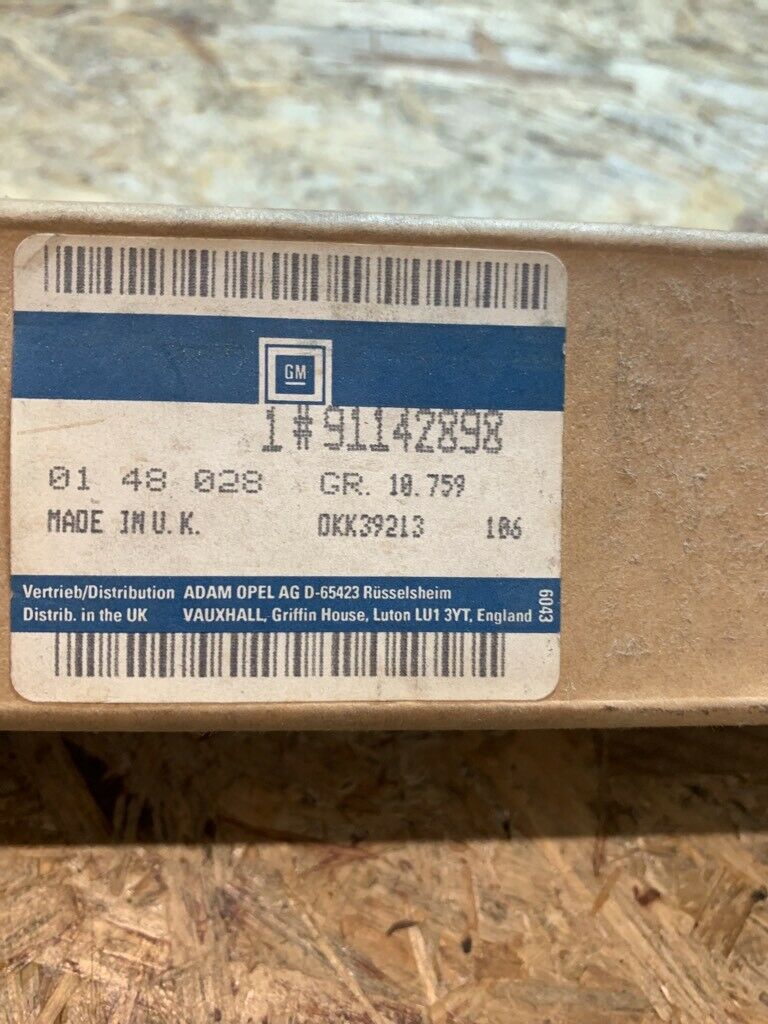 GM
1 #91142898
01 48 028 GR. 10.759
MADE IN U.K. DKK39213 106
Vertrieb/Distribution ADAM OPEL AG D-65423 Rüsselsheim
Distrib. in the UK VAUXHALL, Griffin House, Luton LU1 3YT, England
6043